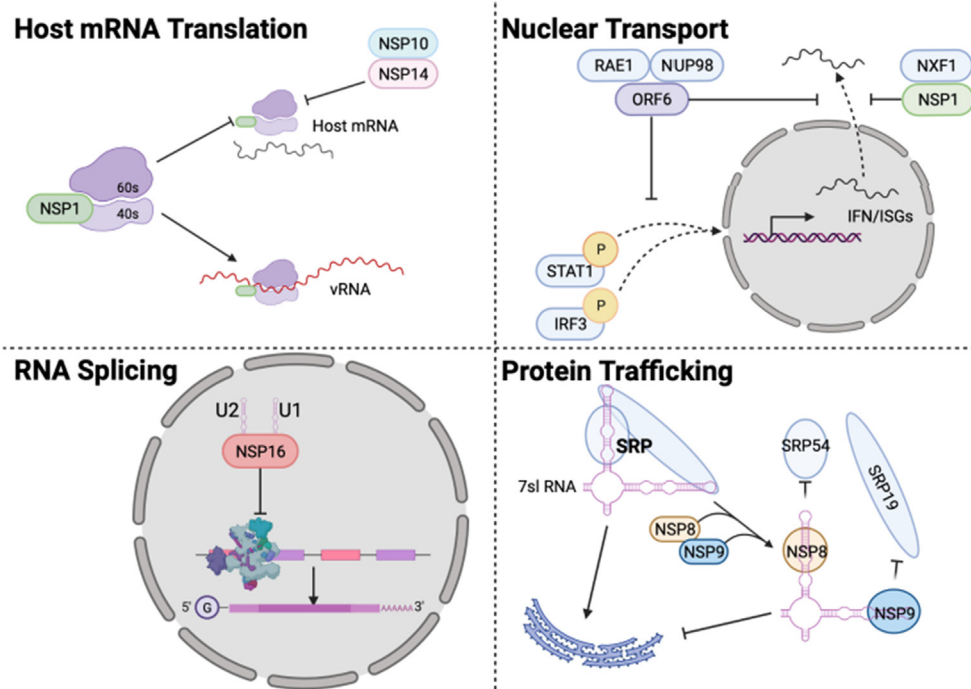 Host mRNA Translation
NSP10
NSP14
Host mRNA
60s
NSP1
40s
vRNA
Nuclear Transport
RAE1
NUP98
NXF1
ORF6
NSP1
IFN/ISGs
P
STAT1
P
IRF3
RNA Splicing
U2
U1
NSP16
5'
G
3'
Protein Trafficking
SRP
SRP54
SRP19
7sl RNA
NSP8
NSP9
NSP8
NSP9